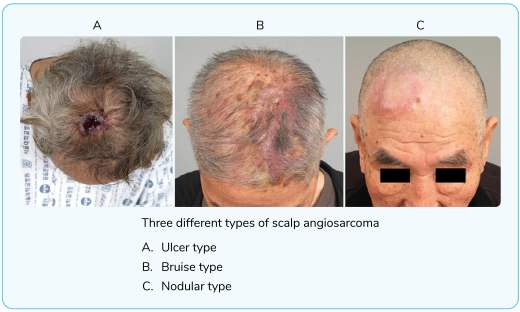 A B C
Three different types of scalp angiosarcoma
A. Ulcer type
B. Bruise type
C. Nodular type